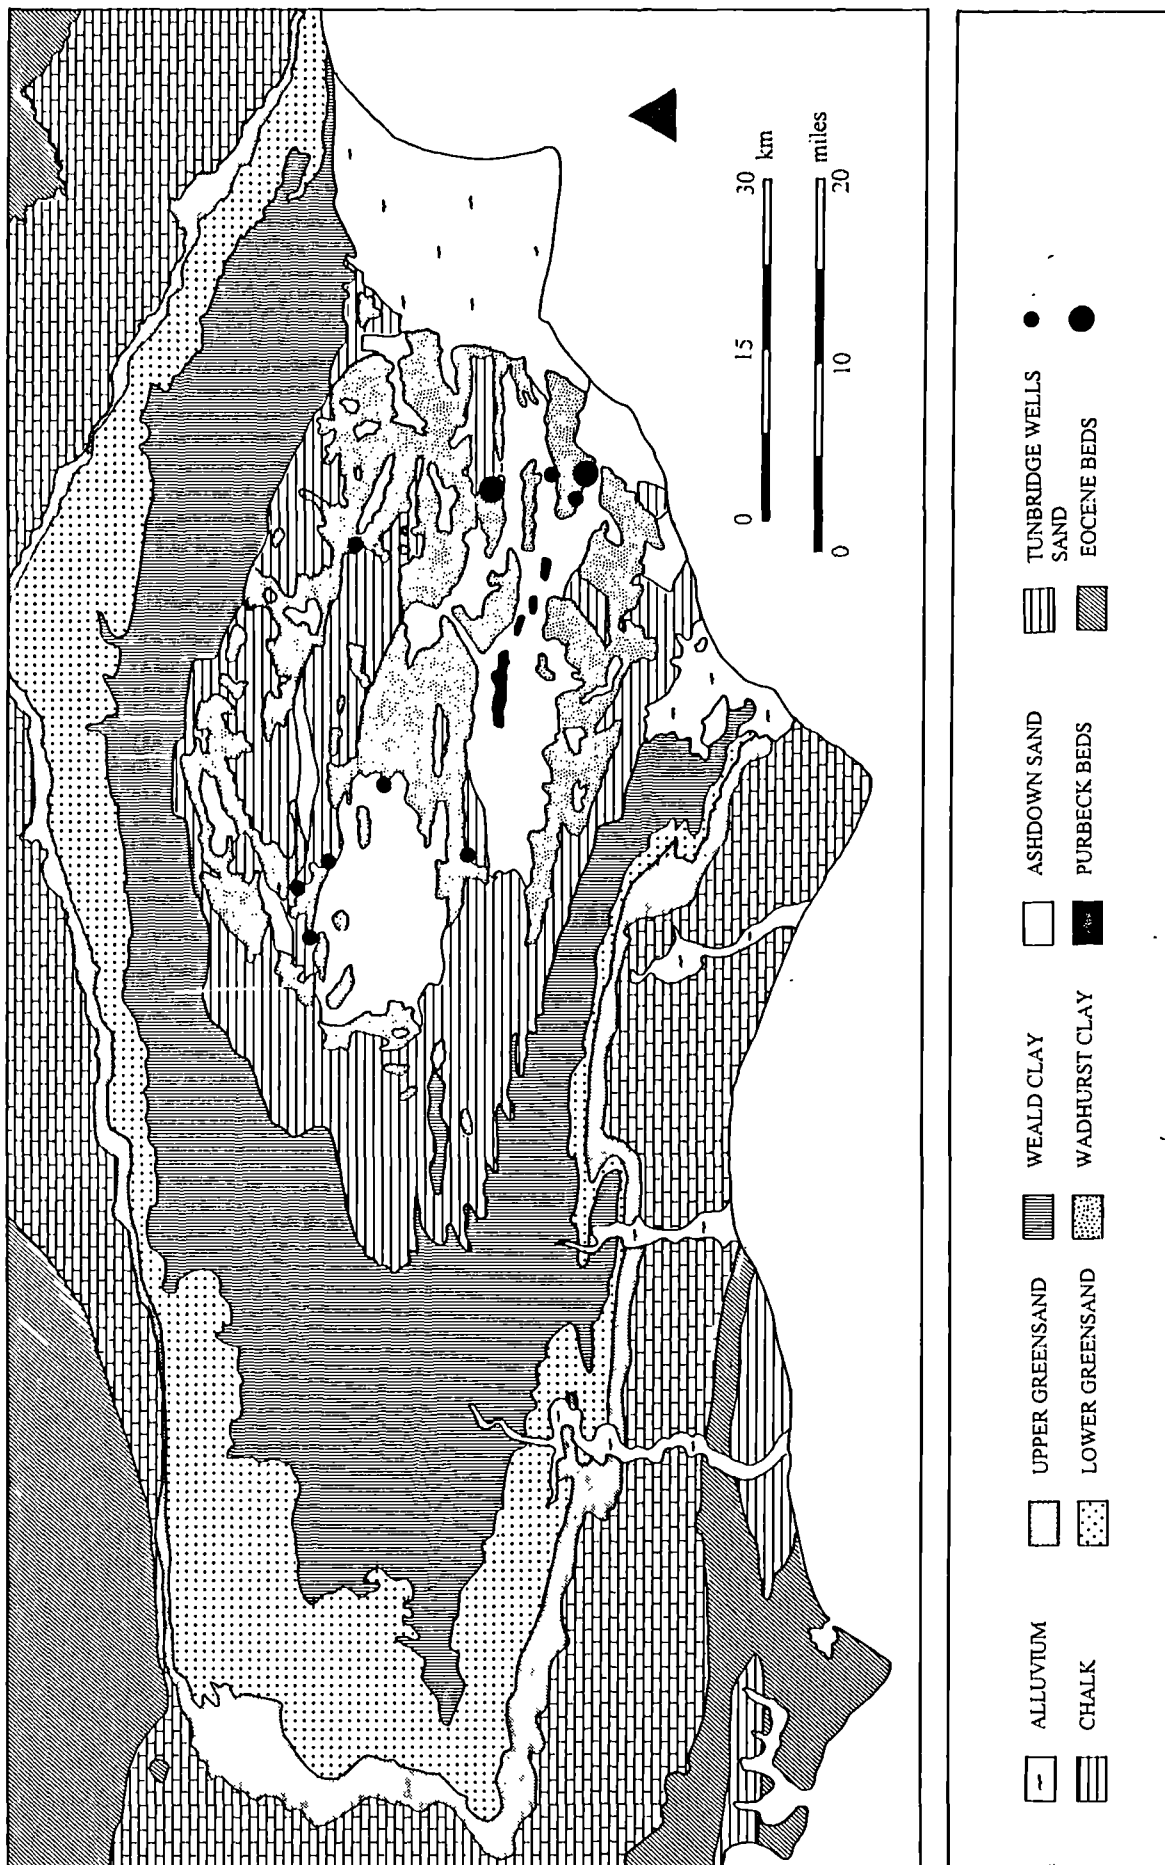 0 15 30 km
0 10 20 miles
ALLUVIUM
CHALK
UPPER GREENSAND
LOWER GREENSAND
WEALD CLAY
WADHURST CLAY
ASHDOWN SAND
PURBECK BEDS
TUNBRIDGE WELLS
SAND
EOCENE BEDS